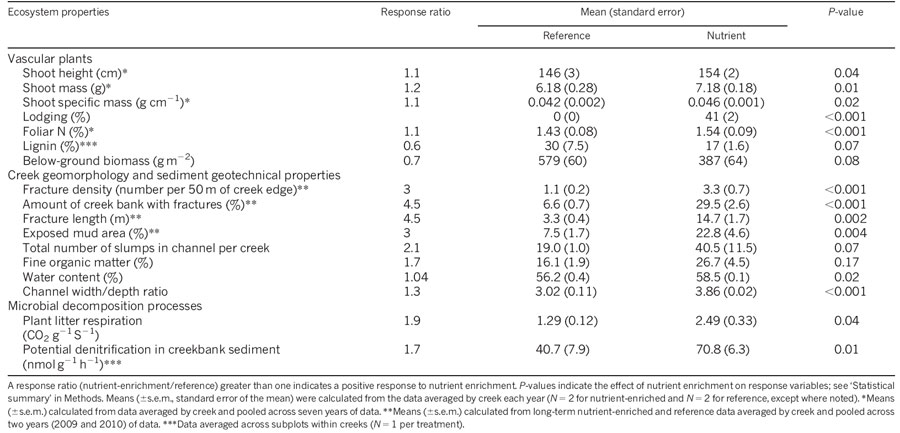 Ecosystem properties Response ratio Mean (standard error) P-value
Reference Nutrient
Vascular plants
Shoot height (cm)* 1.1 146 (3) 154 (2) 0.04
Shoot mass (g)* 1.2 6.18 (0.28) 7.18 (0.18) 0.01
Shoot specific mass (g cm−1)* 1.1 0.042 (0.002) 0.046 (0.001) 0.02
Lodging (%) 0 (0) 41 (2) <0.001
Foliar N (%)* 1.1 1.43 (0.08) 1.54 (0.09) <0.001
Lignin (%)*** 0.6 30 (7.5) 17 (1.6) 0.07
Below-ground biomass (g m−2) 0.7 579 (60) 387 (64) 0.08
Creek geomorphology and sediment geotechnical properties
Fracture density (number per 50 m of creek edge)** 3 1.1 (0.2) 3.3 (0.7) <0.001
Amount of creek bank with fractures (%)** 4.5 6.6 (0.7) 29.5 (2.6) <0.001
Fracture length (m)** 4.5 3.3 (0.4) 14.7 (1.7) 0.002
Exposed mud area (%)** 3 7.5 (1.7) 22.8 (4.6) 0.004
Total number of slumps in channel per creek 2.1 19.0 (1.0) 40.5 (11.5) 0.07
Fine organic matter (%) 1.7 16.1 (1.9) 26.7 (4.5) 0.17
Water content (%) 1.04 56.2 (0.4) 58.5 (0.1) 0.02
Channel width/depth ratio 1.3 3.02 (0.11) 3.86 (0.02) <0.001
Microbial decomposition processes
Plant litter respiration 1.9 1.29 (0.12) 2.49 (0.33) 0.04
(CO2 g−1 S−1)
Potential denitrification in creekbank sediment 1.7 40.7 (7.9) 70.8 (6.3) 0.01
(nmol g−1 h−1)***
A response ratio (nutrient-enrichment/reference) greater than one indicates a positive response to nutrient enrichment. P-values indicate the effect of nutrient enrichment on response variables; see 'Statistical
summary' in Methods. Means (±s.e.m., standard error of the mean) were calculated from the data averaged by creek each year (N = 2 for nutrient-enriched and N = 2 for reference, except where noted). *Means
(±s.e.m.) calculated from data averaged by creek and pooled across seven years of data. **Means (±s.e.m.) calculated from long-term nutrient-enriched and reference data averaged by creek and pooled across
two years (2009 and 2010) of data. ***Data averaged across subplots within creeks (N = 1 per treatment).